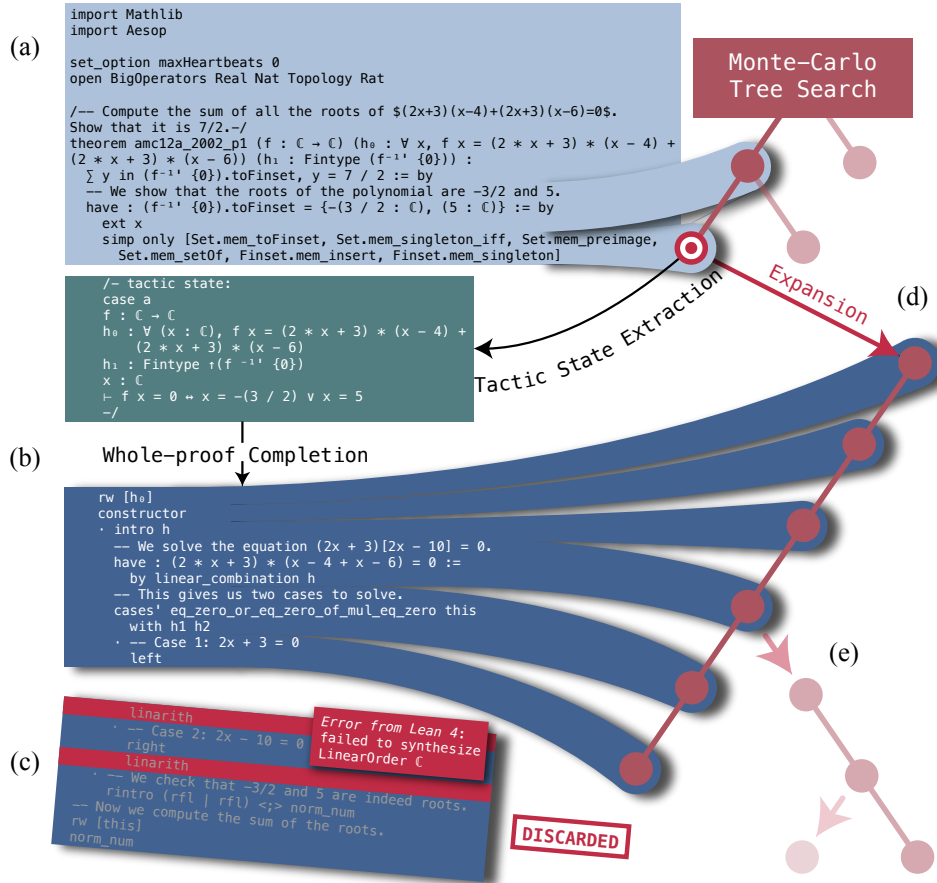 (a)
import Mathlib
import Aesop
set_option maxHeartbeats 0
open BigOperators Real Nat Topology Rat
/-- Compute the sum of all the roots of $(2x+3)(x-4)+(2x+3)(x-6)=0$.
Show that it is 7/2.-/
theorem amc12a_2002_p1 (f : ℂ → ℂ) (h₀ : ∀ x, f x = (2 * x + 3) * (x - 4) +
(2 * x + 3) * (x - 6)) (h₁ : Fintype (f⁻¹' {0})) :
∑ y in (f⁻¹' {0}).toFinset, y = 7 / 2 := by
-- We show that the roots of the polynomial are -3/2 and 5.
have : (f⁻¹' {0}).toFinset = {-(3 / 2 : ℂ), (5 : ℂ)} := by
ext x
simp only [Set.mem_toFinset, Set.mem_singleton_iff, Set.mem_preimage,
Set.mem_setOf, Finset.mem_insert, Finset.mem_singleton]
Monte-Carlo
Tree Search
/- tactic state:
case a
f : ℂ → ℂ
h₀ : ∀ (x : ℂ), f x = (2 * x + 3) * (x - 4) +
(2 * x + 3) * (x - 6)
h₁ : Fintype ↑(f ⁻¹' {0})
x : ℂ
⊢ f x = 0 ↔ x = -(3 / 2) ∨ x = 5
-/
Tactic State Extraction
Expansion
(d)
(b)
Whole-proof Completion
rw [h₀]
constructor
· intro h
-- We solve the equation (2x + 3)[2x - 10] = 0.
have : (2 * x + 3) * (x - 4 + x - 6) = 0 :=
by linear_combination h
-- This gives us two cases to solve.
cases' eq_zero_or_eq_zero_of_mul_eq_zero this
with h1 h2
· -- Case 1: 2x + 3 = 0
left
(e)
(c)
linarith
· -- Case 2: 2x - 10 = 0
right
linarith
· -- We check that -3/2 and 5 are indeed roots.
rintro (rfl | rfl) <;> norm_num
-- Now we compute the sum of the roots.
rw [this]
norm_num
Error from Lean 4:
failed to synthesize
LinearOrder ℂ
DISCARDED